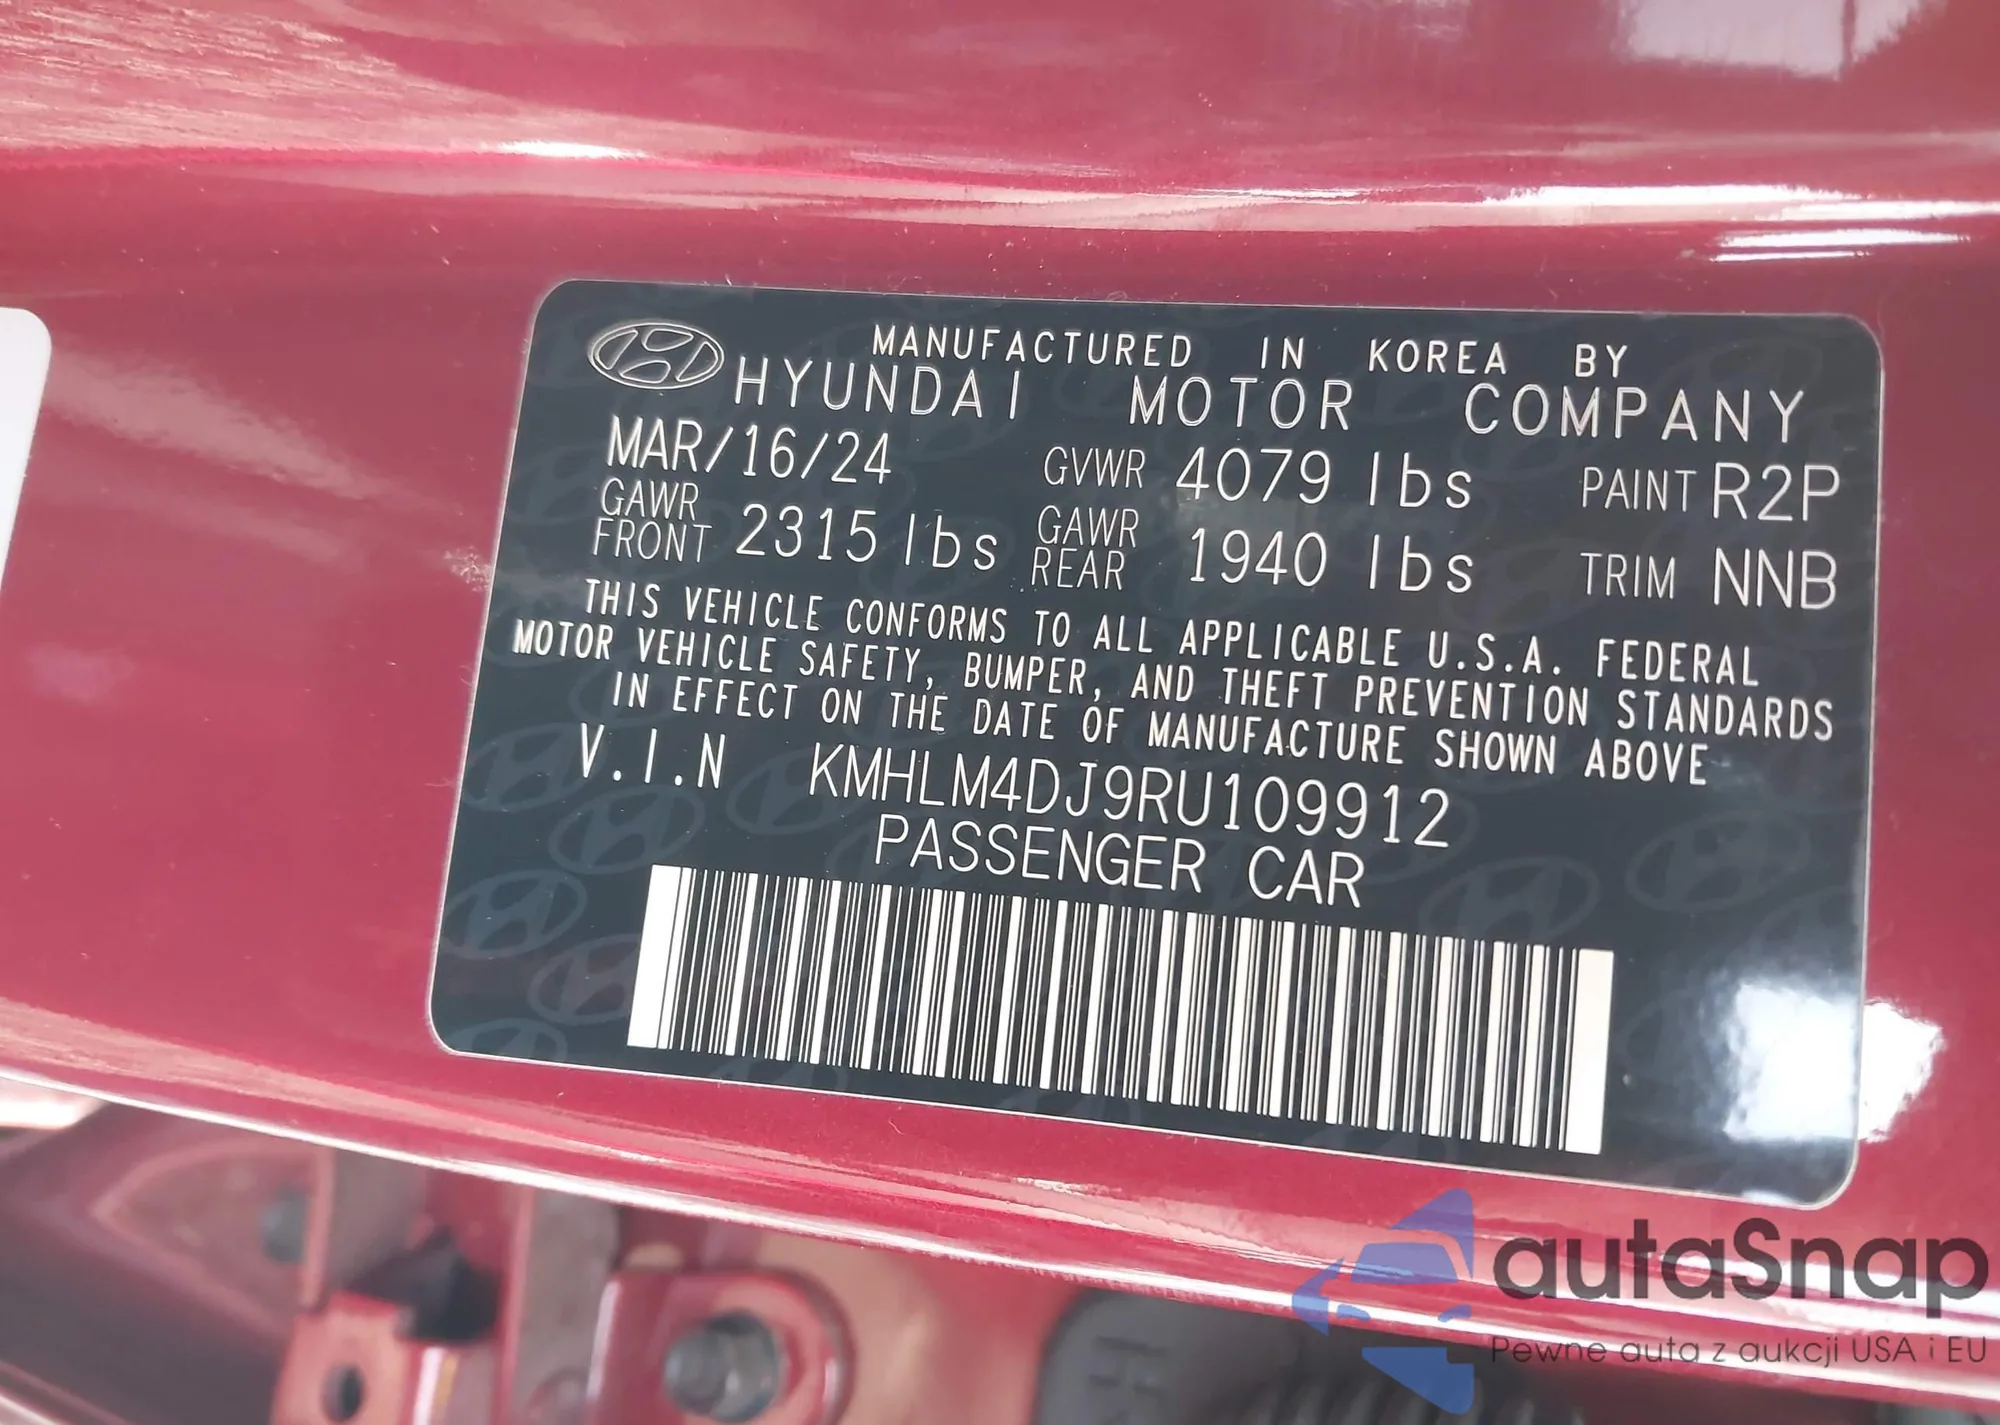 MANUFACTURED IN KOREA BY
HYUNDAI MOTOR COMPANY
MAR/16/24 GVWR 4079 lbs PAINT R2P
GAWR FRONT 2315 lbs GAWR REAR 1940 lbs TRIM NNB
THIS VEHICLE CONFORMS TO ALL APPLICABLE U.S.A. FEDERAL
MOTOR VEHICLE SAFETY, BUMPER, AND THEFT PREVENTION STANDARDS
IN EFFECT ON THE DATE OF MANUFACTURE SHOWN ABOVE
V.I.N KMHLM4DJ9RU109912
PASSENGER CAR
autaSnap
Pewne auta z aukcji USA i EU